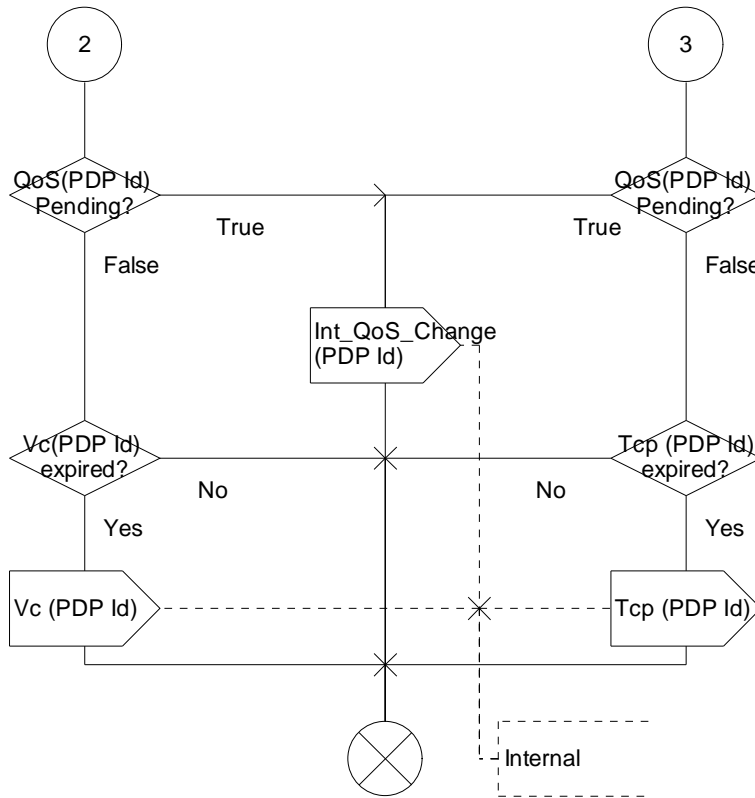 2
3
QoS(PDP Id)
Pending?
QoS(PDP Id)
Pending?
True
True
False
False
Int_QoS_Change
(PDP Id)
Vc(PDP Id)
expired?
Tcp (PDP Id)
expired?
No
No
Yes
Yes
Vc (PDP Id)
Tcp (PDP Id)
Internal